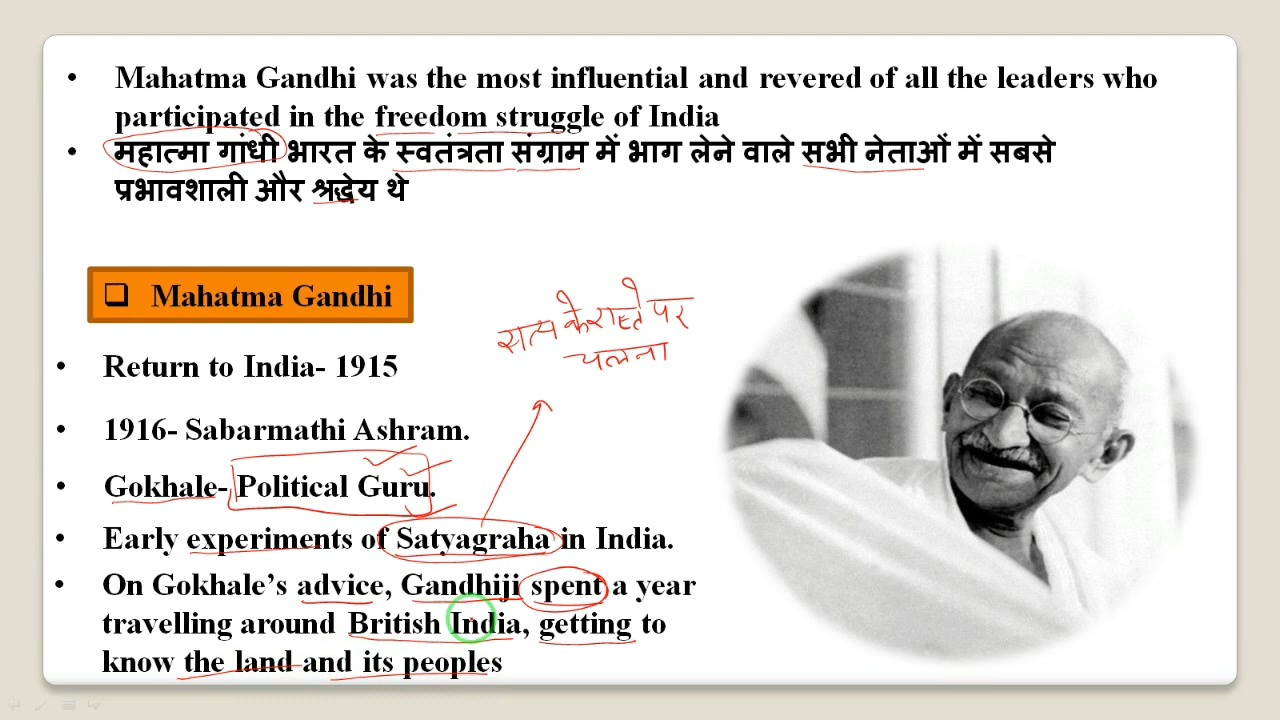 • Mahatma Gandhi was the most influential and revered of all the leaders who
participated in the freedom struggle of India
• महात्मा गांधी भारत के स्वतंत्रता संग्राम में भाग लेने वाले सभी नेताओं में सबसे
प्रभावशाली और श्रद्धेय थे
❑ Mahatma Gandhi
सत्य के रास्ते पर
चलना
• Return to India- 1915
• 1916- Sabarmathi Ashram.
• Gokhale- Political Guru.
• Early experiments of Satyagraha in India.
• On Gokhale’s advice, Gandhiji spent a year
travelling around British India, getting to
know the land and its peoples